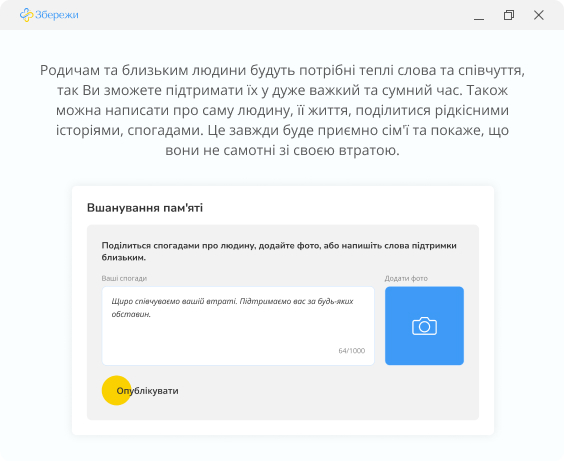 Збережи
Родичам та близьким людини будуть потрібні теплі слова та співчуття,
так Ви зможете підтримати їх у дуже важкий та сумний час. Також
можна написати про саму людину, її життя, поділитися рідкісними
історіями, спогадами. Це завжди буде приємно сім'ї та покаже, що
вони не самотні зі своєю втратою.
Вшанування пам'яті
Поділиться спогадами про людину, додайте фото, або напишіть слова підтримки
близьким.
Ваші спогади
Додати фото
Щиро співчуваємо вашій втраті. Підтримаємо вас за будь-яких
обставин.
64/1000
Опублікувати